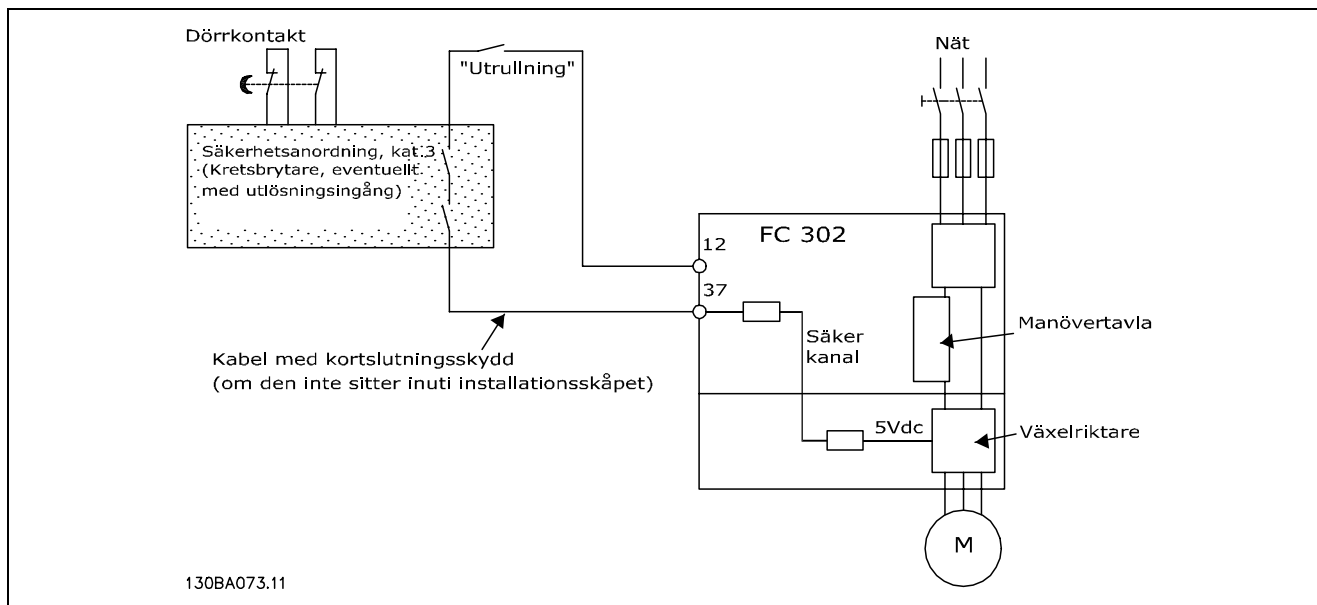 Dörrkontakt
"Utrullning"
Nät
Säkerhetsanordning, kat.3
(Kretsbrytare, eventuellt.
med utlösningsingång)
12
FC 302
37
Säker
kanal
Manövertavla
Kabel med kortslutningsskydd
(om den inte sitter inuti installationsskåpet)
5Vdc
Växelriktare
M
130BA073.11